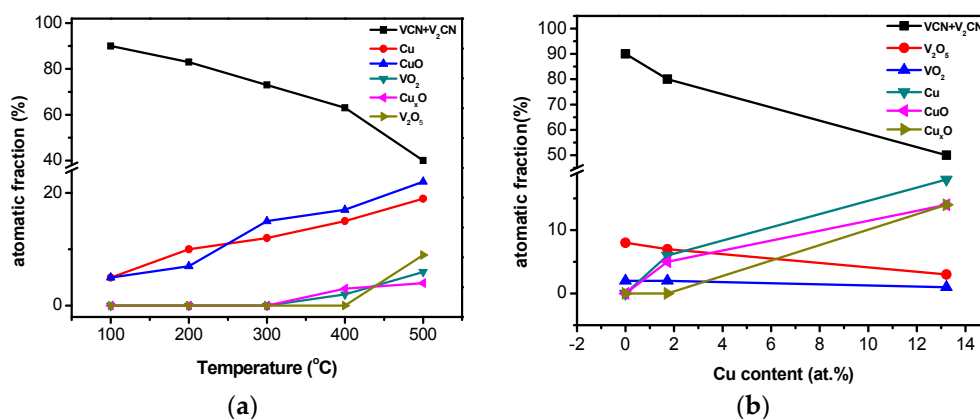 100
80
60
40
20
0
atomatic fraction (%)
VCN+V₂CN
Cu
CuO
VO₂
CuₓO
V₂O₅
100 200 300 400 500
Temperature (°C)
(a)
100
90
80
70
60
50
10
0
atomatic fraction(%)
VCN+V₂CN
V₂O₅
VO₂
Cu
CuO
CuₓO
-2 0 2 4 6 8 10 12 14
Cu content (at.%)
(b)